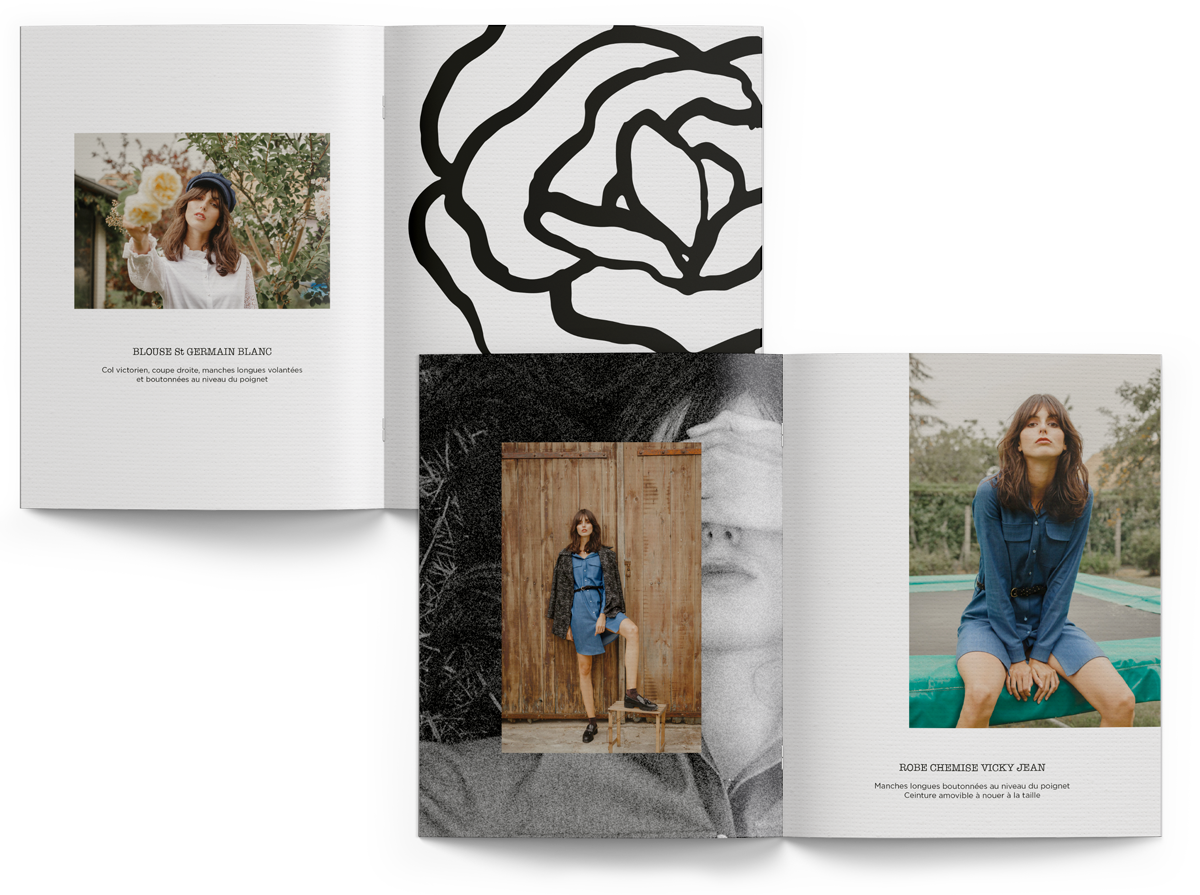 BLOUSE St GERMAIN BLANC
Col victorien, coupe droite, manches longues volantées
et boutonnées au niveau du poignet
ROBE CHEMISE VICKY JEAN
Manches longues boutonnées au niveau du poignet
Ceinture amovible à nouer à la taille